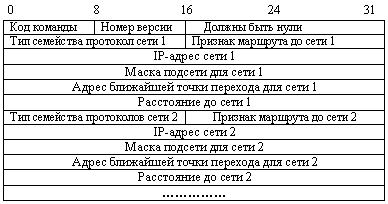 0 8 16 24 31
Код команды Номер версии Должны быть нули
Тип семейства протокол сети 1 Признак маршрута до сети 1
IP-адрес сети 1
Маска подсети для сети 1
Адрес ближайшей точки перехода для сети 1
Расстояние до сети 1
Тип семейства протоколов сети 2 Признак маршрута до сети 2
IP-адрес сети 2
Маска подсети для сети 2
Адрес ближайшей точки перехода для сети 2
Расстояние до сети 2
……………